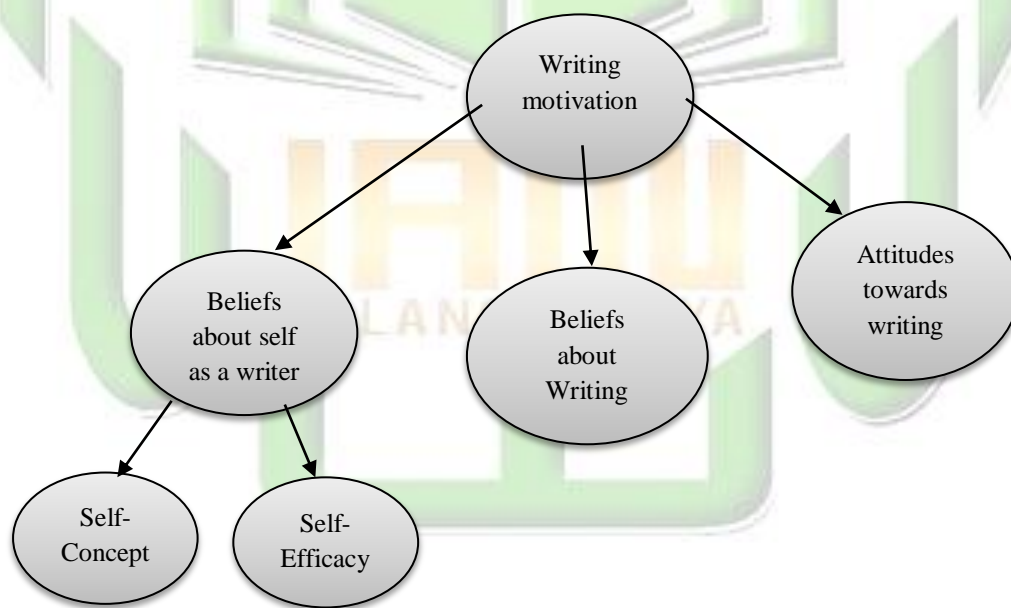 Writing
motivation
Attitudes
towards
writing
Beliefs
about self
as a writer
Beliefs
about
Writing
Self-
Concept
Self-
Efficacy